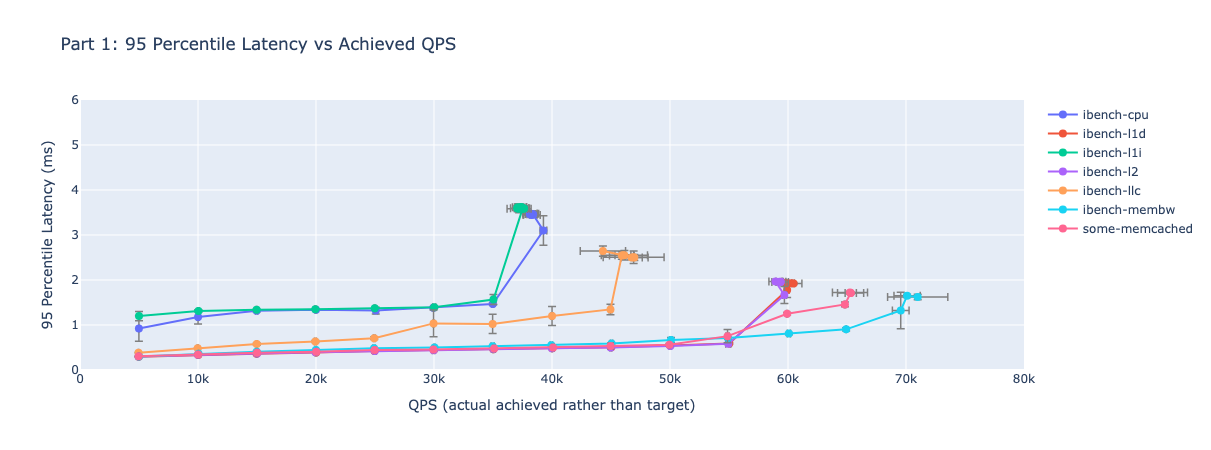 Part 1: 95 Percentile Latency vs Achieved QPS
95 Percentile Latency (ms)
6
5
4
3
2
1
0
0 10k 20k 30k 40k 50k 60k 70k 80k
QPS (actual achieved rather than target)
ibench-cpu
ibench-l1d
ibench-l1i
ibench-l2
ibench-llc
ibench-membw
some-memcached